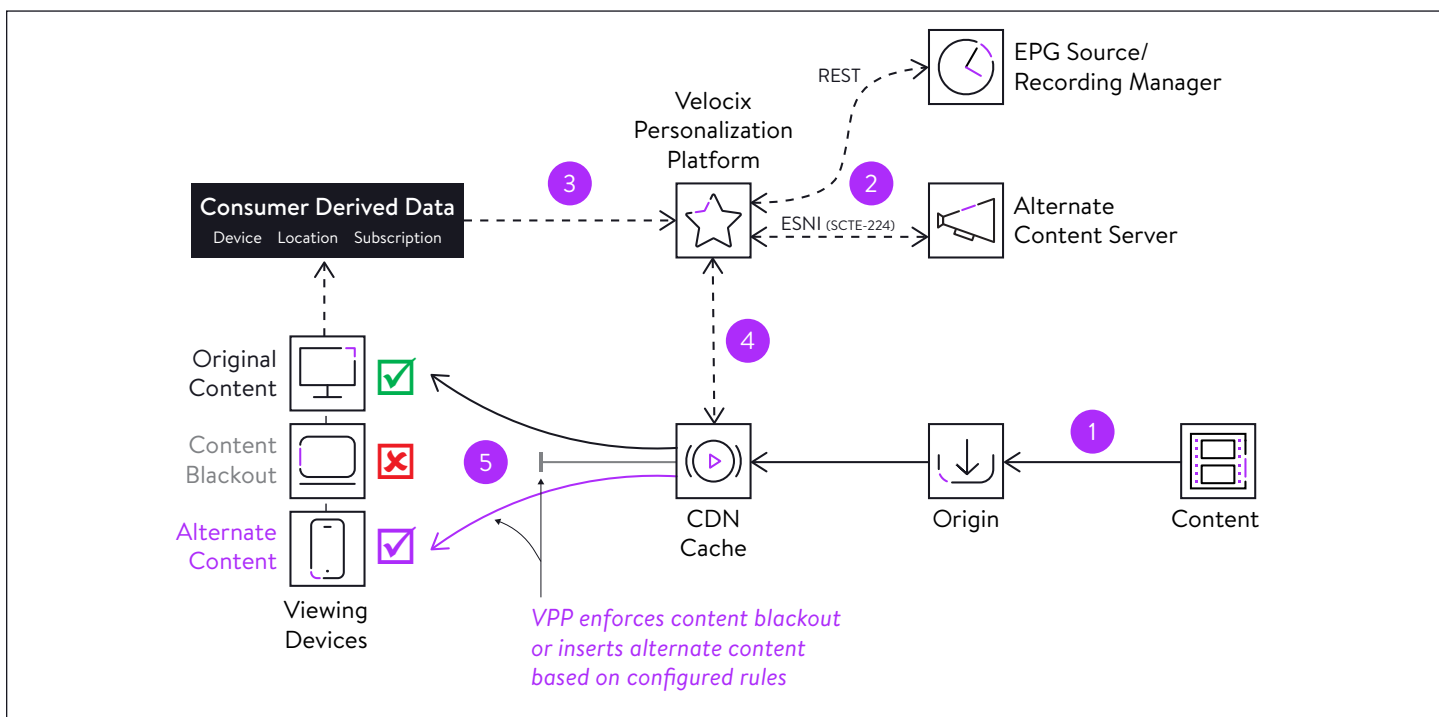 EPG Source/
Recording Manager
REST
Velocix
Personalization
Platform
3
2
Consumer Derived Data
Device Location Subscription
ESNI (SCTE-224)
Alternate
Content Server
4
Original
Content
Content
Blackout
Alternate
Content
Viewing
Devices
5
1
CDN
Cache
Origin
Content
VPP enforces content blackout
or inserts alternate content
based on configured rules